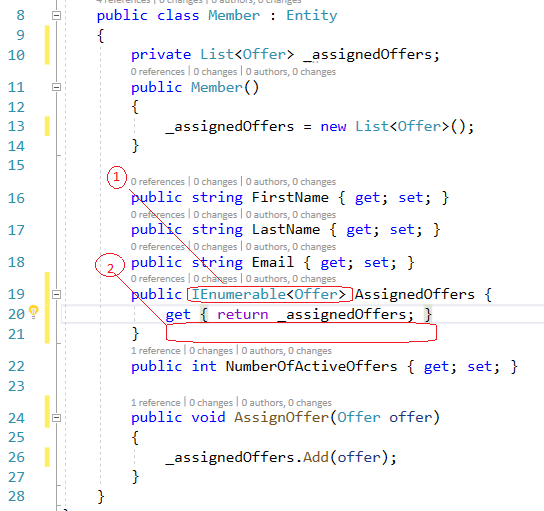 4 references | 0 changes | 0 authors, 0 changes
8 public class Member : Entity
9 {
10 private List<Offer> _assignedOffers;
0 references | 0 changes | 0 authors, 0 changes
11 public Member()
12 {
13 _assignedOffers = new List<Offer>();
14 }
15
0 references | 0 changes | 0 authors, 0 changes
16 public string FirstName { get; set; }
0 references | 0 changes | 0 authors, 0 changes
17 public string LastName { get; set; }
0 references | 0 changes | 0 authors, 0 changes
18 public string Email { get; set; }
0 references | 0 changes | 0 authors, 0 changes
19 public IEnumerable<Offer> AssignedOffers {
20 get { return _assignedOffers; }
21 }
1 reference | 0 changes | 0 authors, 0 changes
22 public int NumberOfActiveOffers { get; set; }
23
1 reference | 0 changes | 0 authors, 0 changes
24 public void AssignOffer(Offer offer)
25 {
26 _assignedOffers.Add(offer);
27 }
28 }
1
2